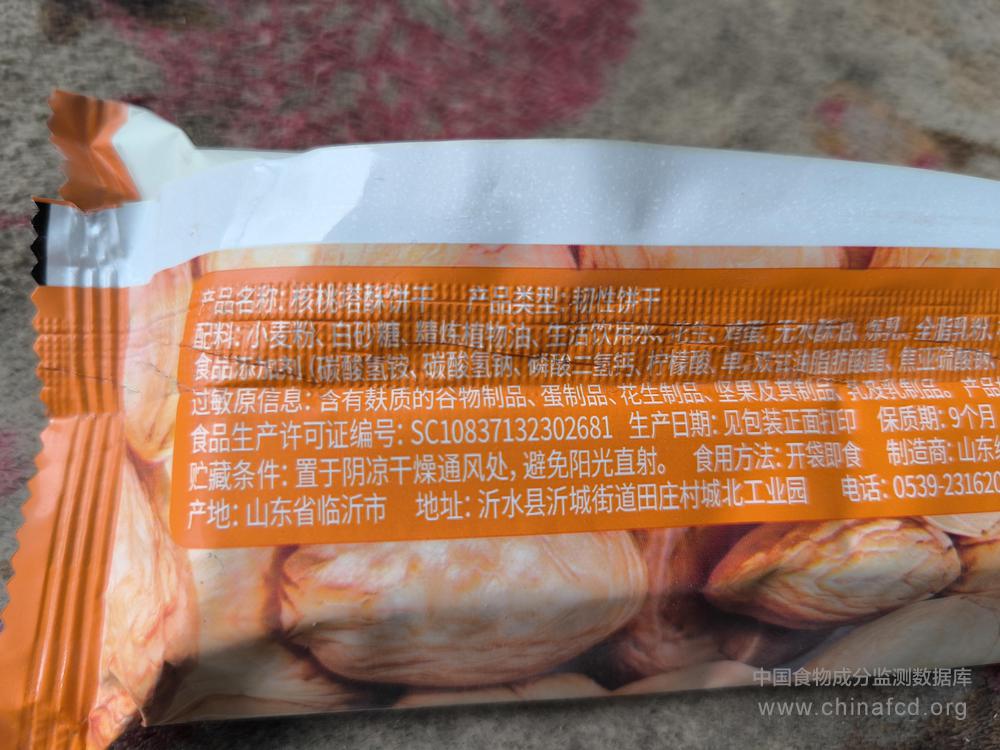 产品名称: 核桃塔酥饼干 产品类型: 韧性饼干
配料: 小麦粉、白砂糖、精炼植物油、生活饮用水、花生、鸡蛋、无水酥油、炼乳、全脂乳粉、
食品添加剂 (碳酸氢铵、碳酸氢钠、磷酸二氢钙、柠檬酸、单,双甘油脂肪酸酯、焦亚硫酸钠
过敏原信息: 含有麸质的谷物制品、蛋制品、花生制品、坚果及其制品、乳及乳制品。 产品
食品生产许可证编号: SC10837132302681 生产日期: 见包装正面打印 保质期: 9个月
贮藏条件: 置于阴凉干燥通风处, 避免阳光直射。 食用方法: 开袋即食 制造商: 山东
产地: 山东省临沂市 地址: 沂水县沂城街道田庄村城北工业园 电话: 0539-231620
中国食物成分监测数据库
www.chinafcd.org